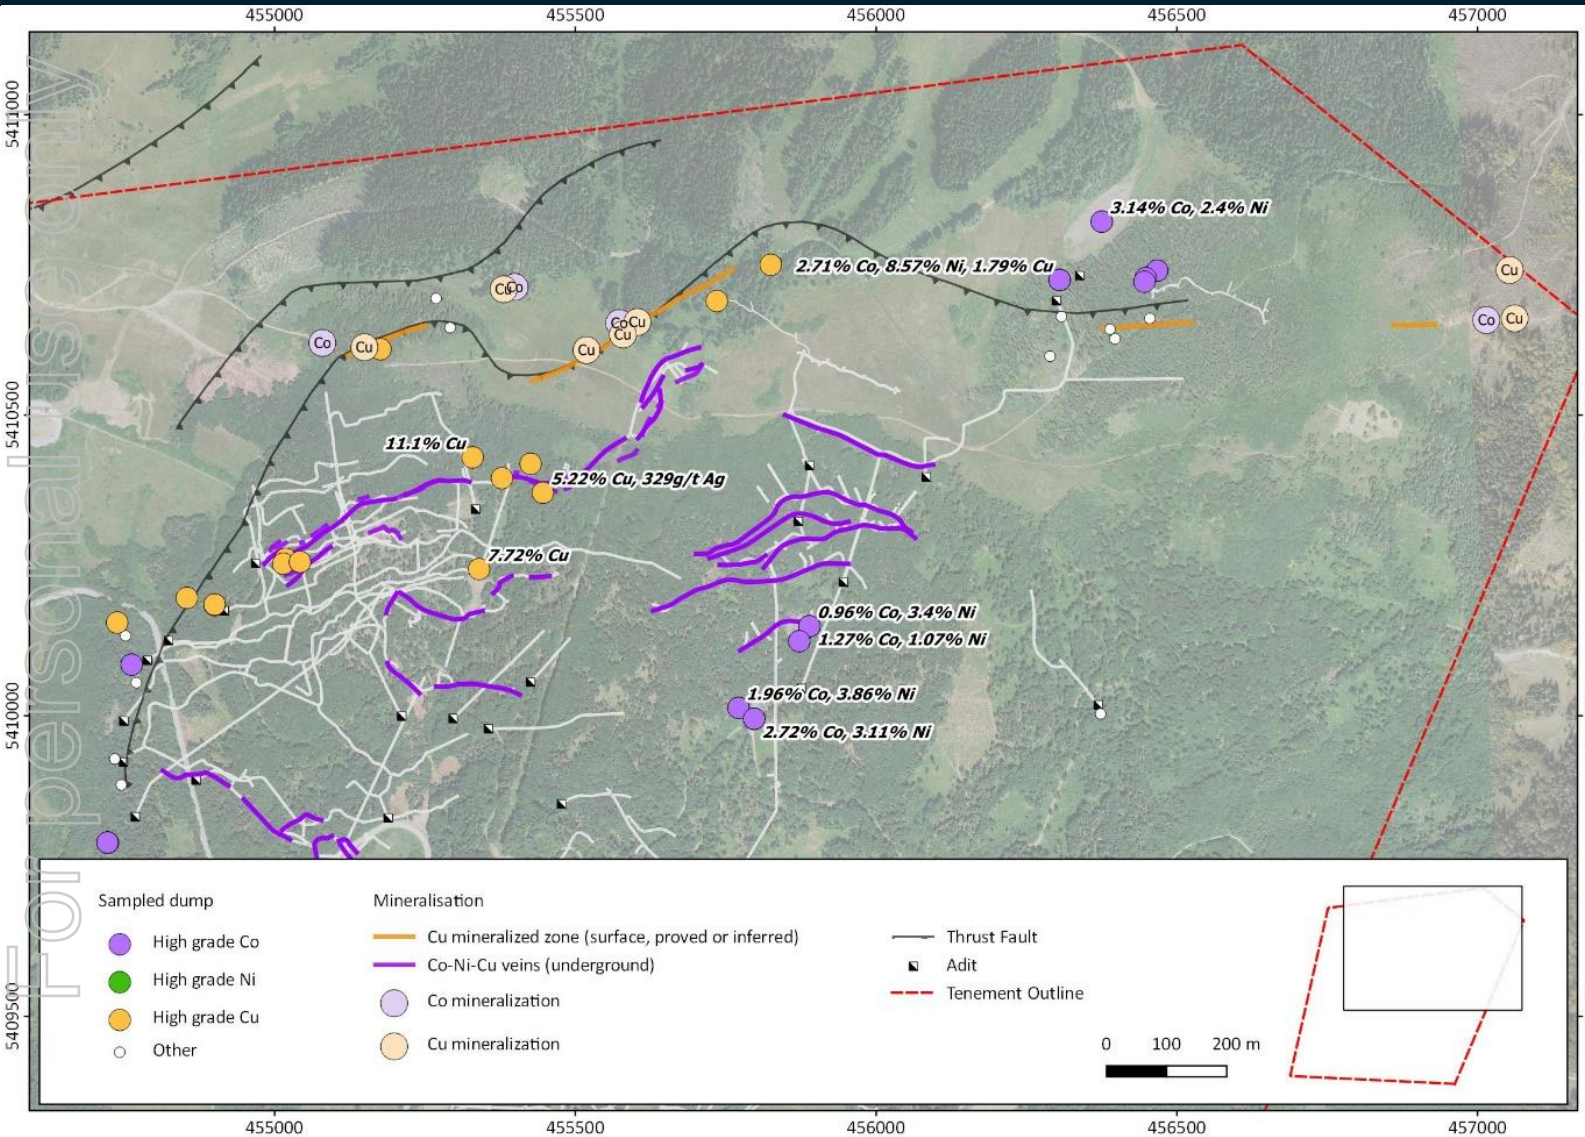 455000
455500
456000
456500
457000
5411000
5410500
5410000
5409500
For personal use only
3.14% Co, 2.4% Ni
2.71% Co, 8.57% Ni, 1.79% Cu
Cu
Cu
Co
Co
Cu
Co
Cu
Cu
Cu
Co
Cu
11.1% Cu
5.22% Cu, 329g/t Ag
7.72% Cu
0.96% Co, 3.4% Ni
1.27% Co, 1.07% Ni
1.96% Co, 3.86% Ni
2.72% Co, 3.11% Ni
Sampled dump
High grade Co
High grade Ni
High grade Cu
Other
Mineralisation
Cu mineralized zone (surface, proved or inferred)
Co-Ni-Cu veins (underground)
Co mineralization
Cu mineralization
Thrust Fault
Adit
Tenement Outline
0 100 200 m
455000
455500
456000
456500
457000